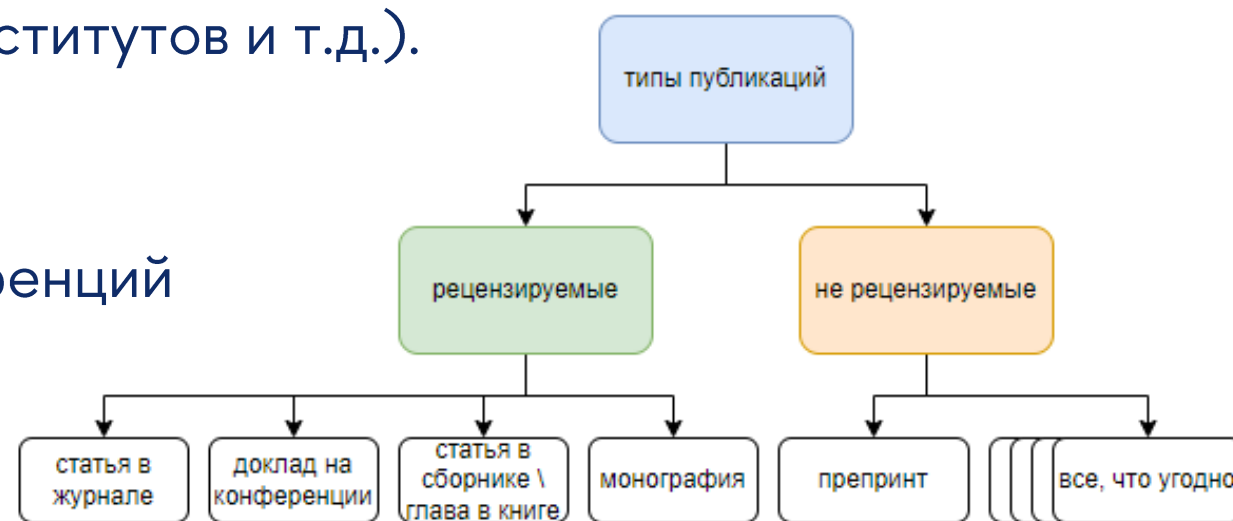 ститутов и т.д.).
типы публикаций
ренций
рецензируемые
не рецензируемые
статья в
журнале
доклад на
конференции
статья в
сборнике \
глава в книге
монография
препринт
все, что угодно